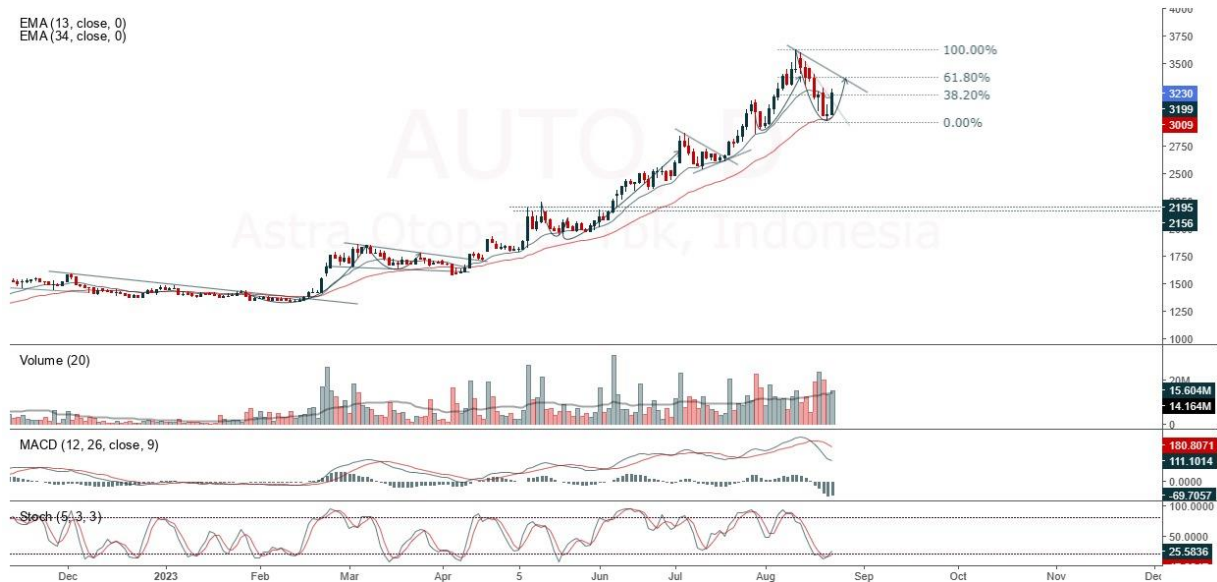 EMA (13, close, 0)
EMA (34, close, 0)
AUTO, D
Astra Otoparts Tbk, Indonesia
100.00%
61.80%
38.20%
0.00%
4000
3750
3500
3230
3199
3009
2750
2500
2195
2156
2000
1750
1500
1250
1000
Volume (20)
20M
15.604M
14.164M
0
MACD (12, 26, close, 9)
180.8071
111.1014
0.0000
-69.7057
Stoch (5, 3, 3)
100.0000
50.0000
25.5836
Dec 2023 Feb Mar Apr 5 Jun Jul Aug Sep Oct Nov